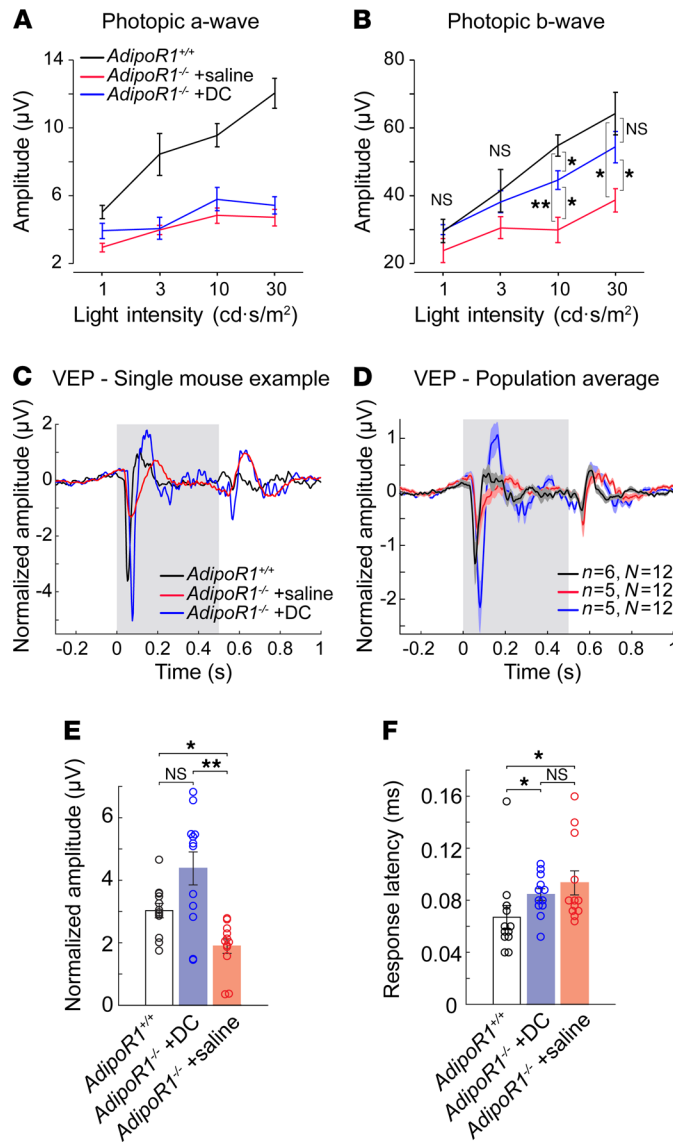 A Photopic a-wave
Amplitude (µV)
14
10
6
2
AdipoR1+/+
AdipoR1-/- +saline
AdipoR1-/- +DC
1 3 10 30
Light intensity (cd·s/m²)
B Photopic b-wave
Amplitude (µV)
80
60
40
20
NS
NS
**
*
*
*
*
NS
1 3 10 30
Light intensity (cd·s/m²)
C VEP - Single mouse example
Normalized amplitude (µV)
2
0
-2
-4
AdipoR1+/+
AdipoR1-/- +saline
AdipoR1-/- +DC
-0.2 0 0.2 0.4 0.6 0.8 1
Time (s)
D VEP - Population average
Normalized amplitude (µV)
1
0
-1
-2
n=6, N=12
n=5, N=12
n=5, N=12
-0.2 0 0.2 0.4 0.6 0.8 1
Time (s)
E
Normalized amplitude (µV)
6
4
2
0
*
NS
**
AdipoR1+/+
AdipoR1-/- +DC
AdipoR1-/- +saline
F
Response latency (ms)
0.16
0.12
0.08
0.04
0
*
*
NS
AdipoR1+/+
AdipoR1-/- +DC
AdipoR1-/- +saline